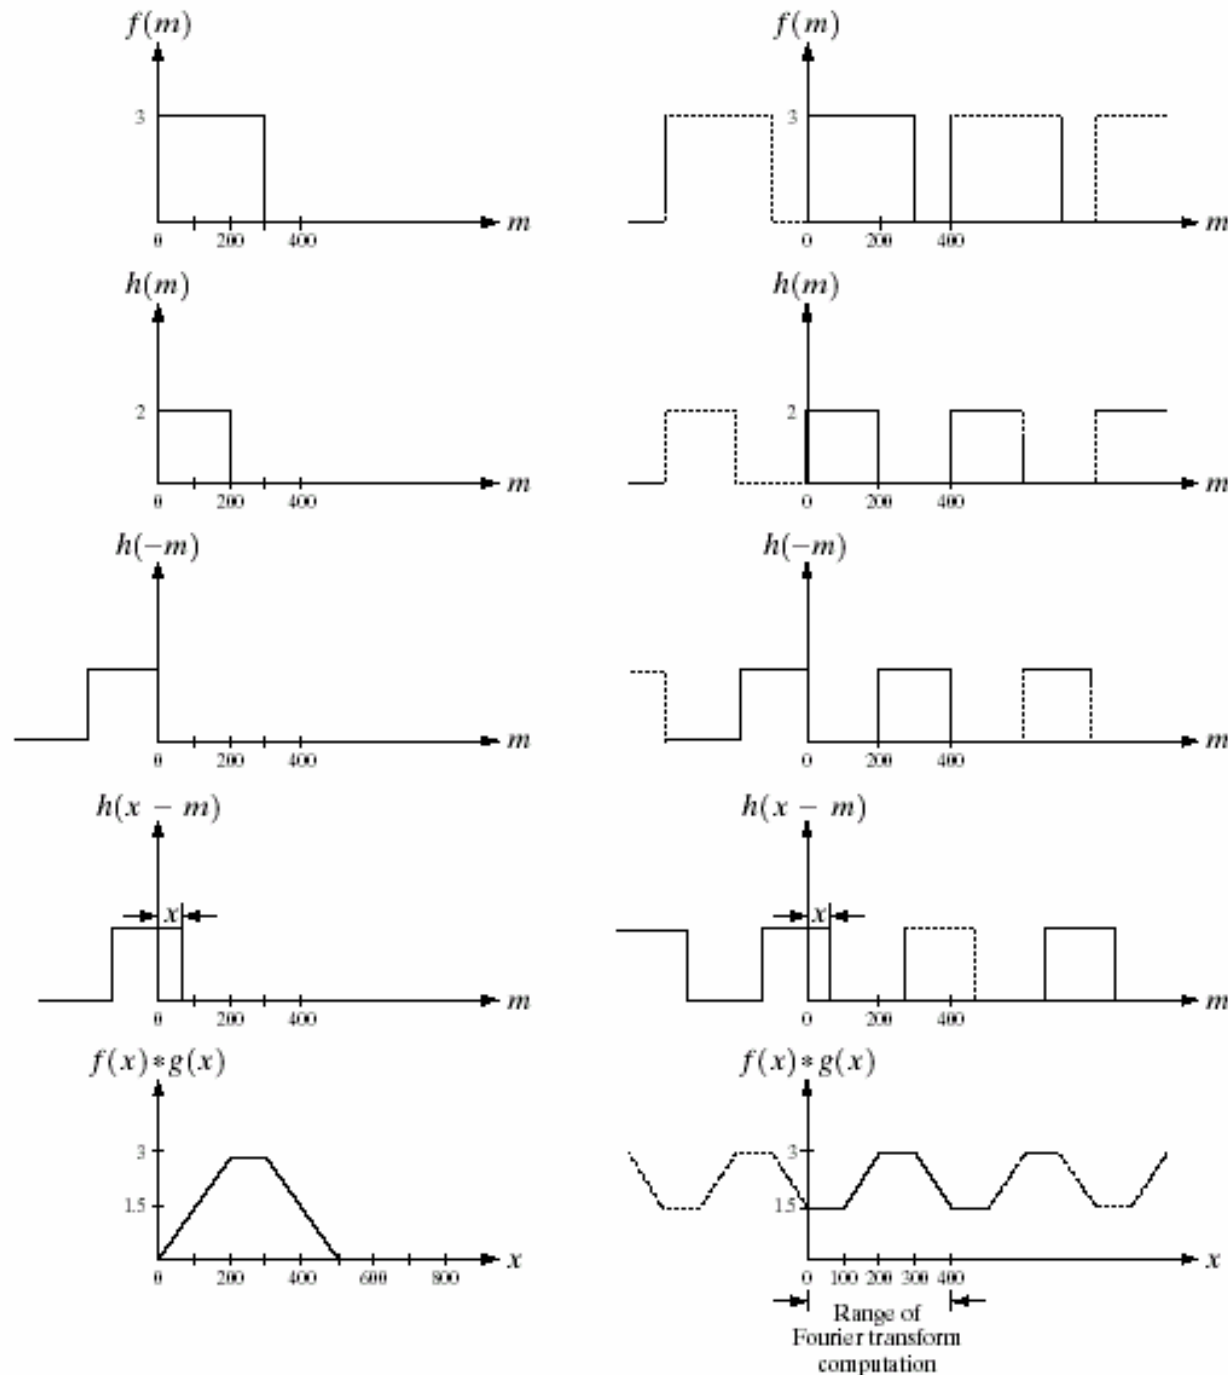 f(m)
f(m)
3
3
0 200 400 m
0 200 400 m
h(m)
h(m)
2
2
0 200 400 m
0 200 400 m
h(−m)
h(−m)
0 200 400 m
0 200 400 m
h(x − m)
h(x − m)
x
x
0 200 400 m
0 200 400 m
f(x)*g(x)
f(x)*g(x)
3
3
1.5
1.5
0 200 400 600 800 x
0 100 200 300 400 x
Range of
Fourier transform
computation